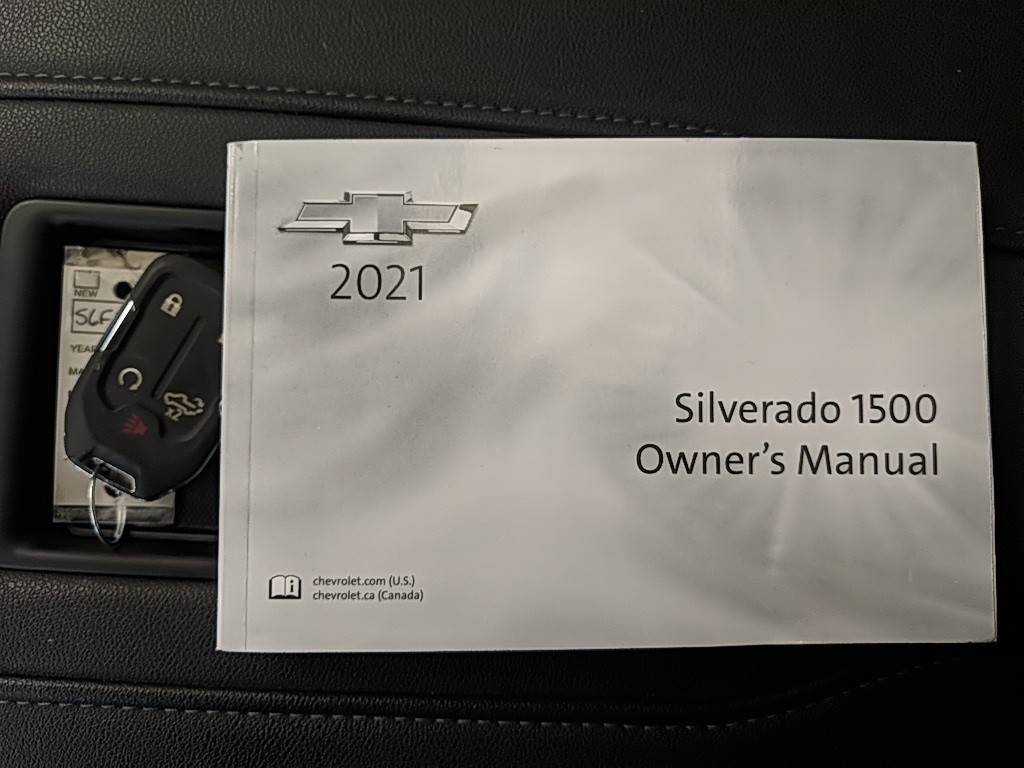 2021
Silverado 1500
Owner's Manual
chevrolet.com (U.S.)
chevrolet.ca (Canada)
NEW